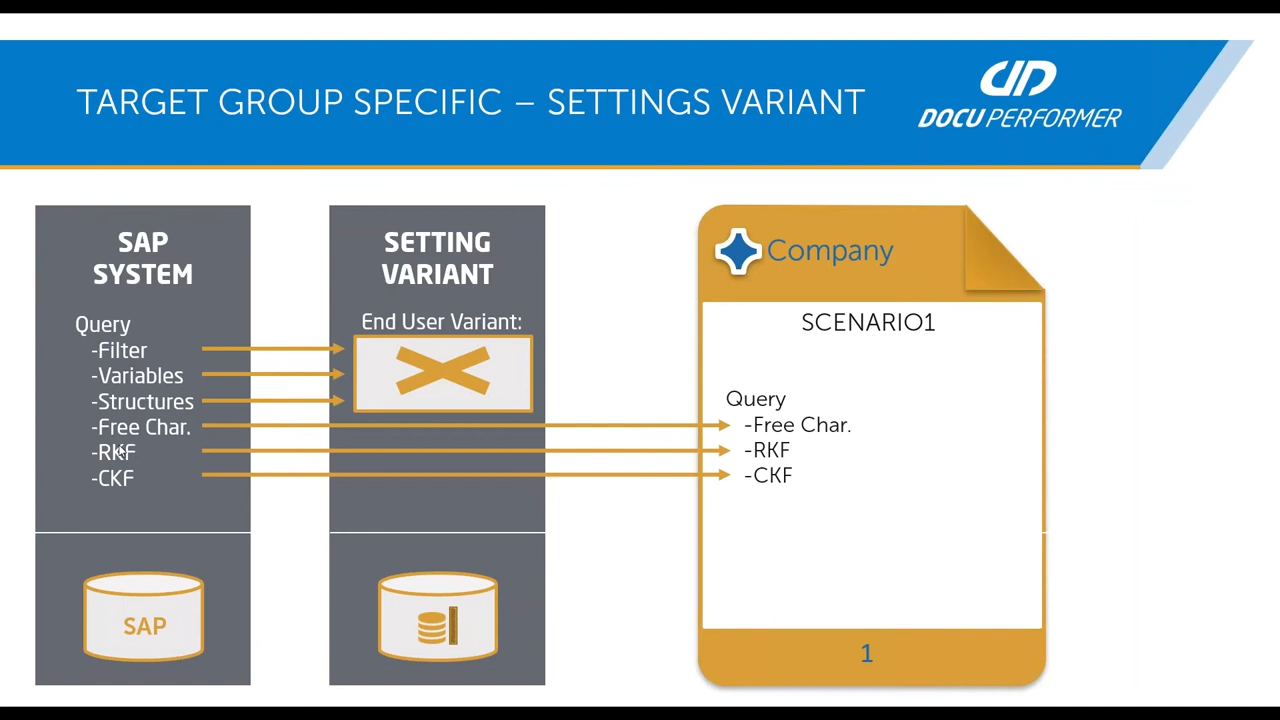 TARGET GROUP SPECIFIC – SETTINGS VARIANT
DOCU PERFORMER
SAP
SYSTEM
Query
-Filter
-Variables
-Structures
-Free Char.
-RKF
-CKF
SAP
SETTING
VARIANT
End User Variant:
Company
SCENARIO1
Query
-Free Char.
-RKF
-CKF
1